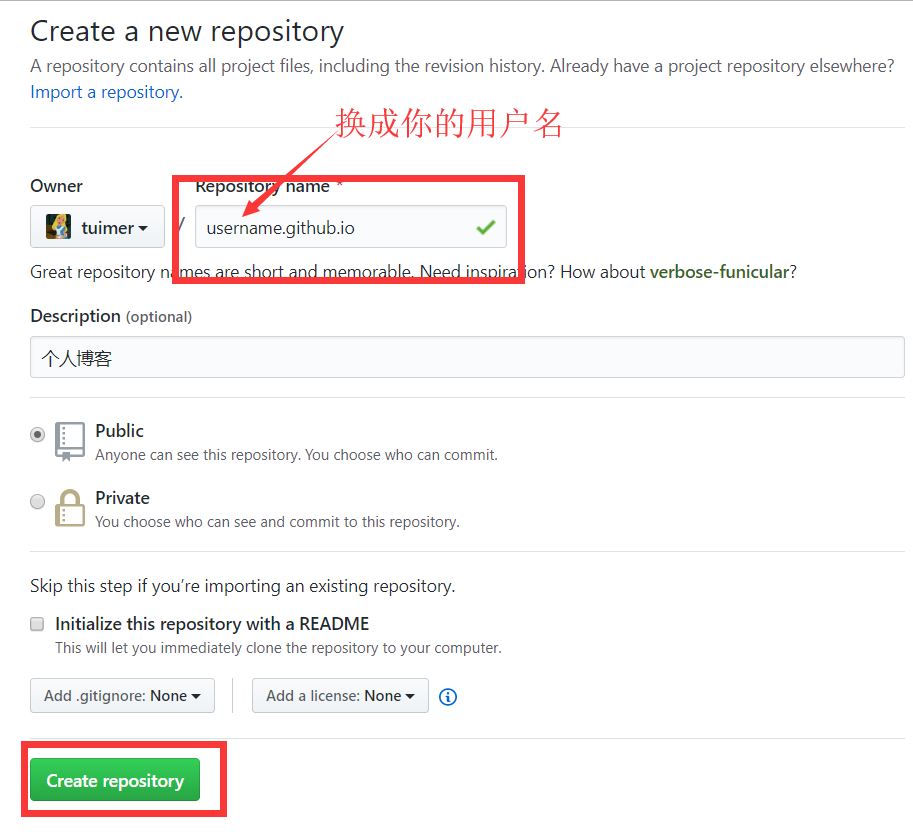 Create a new repository
A repository contains all project files, including the revision history. Already have a project repository elsewhere?
Import a repository.
换成你的用户名
Owner
Repository name *
tuimer
/
username.github.io
Great repository names are short and memorable. Need inspiration? How about verbose-funicular?
Description (optional)
个人博客
Public
Anyone can see this repository. You choose who can commit.
Private
You choose who can see and commit to this repository.
Skip this step if you’re importing an existing repository.
Initialize this repository with a README
This will let you immediately clone the repository to your computer.
Add .gitignore: None
Add a license: None
Create repository